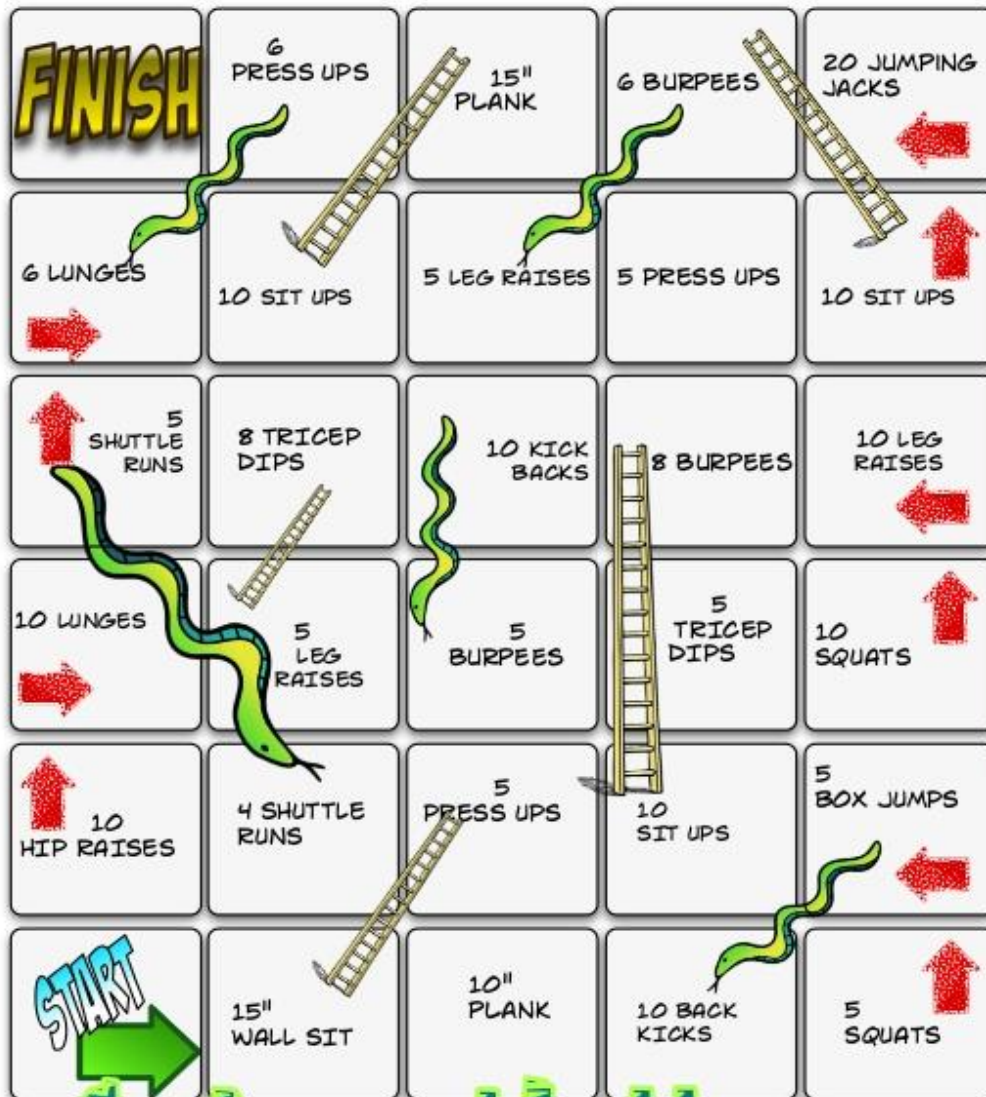 FINISH
6
PRESS UPS
15"
PLANK
6 BURPEES
20 JUMPING
JACKS
6 LUNGES
10 SIT UPS
5 LEG RAISES
5 PRESS UPS
10 SIT UPS
5
SHUTTLE
RUNS
8 TRICEP
DIPS
10 KICK
BACKS
8 BURPEES
10 LEG
RAISES
10 LUNGES
5
LEG
RAISES
5
BURPEES
5
TRICEP
DIPS
10
SQUATS
10
HIP RAISES
4 SHUTTLE
RUNS
5
PRESS UPS
10
SIT UPS
5
BOX JUMPS
START
15"
WALL SIT
10"
PLANK
10 BACK
KICKS
5
SQUATS